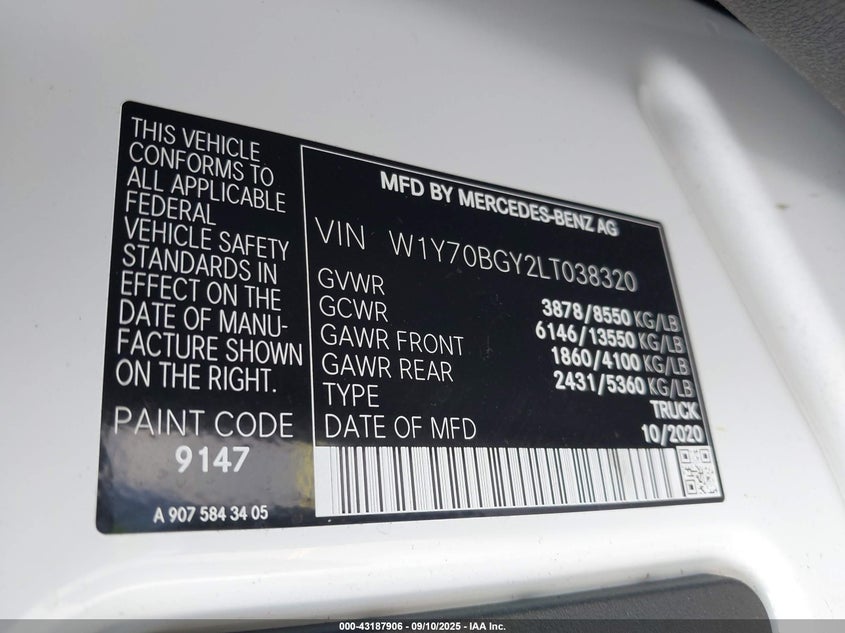 THIS VEHICLE
CONFORMS TO
ALL APPLICABLE
FEDERAL
VEHICLE SAFETY
STANDARDS IN
EFFECT ON THE
DATE OF MANU-
FACTURE SHOWN
ON THE RIGHT.
PAINT CODE
9147
A 907 584 34 05
MFD BY MERCEDES-BENZ AG
VIN W1Y70BGY2LT038320
GVWR 3878/8550 KG/LB
GCWR 6146/13550 KG/LB
GAWR FRONT 1860/4100 KG/LB
GAWR REAR 2431/5360 KG/LB
TYPE TRUCK
DATE OF MFD 10/2020
000-43187906 - 09/10/2025 - IAA Inc.